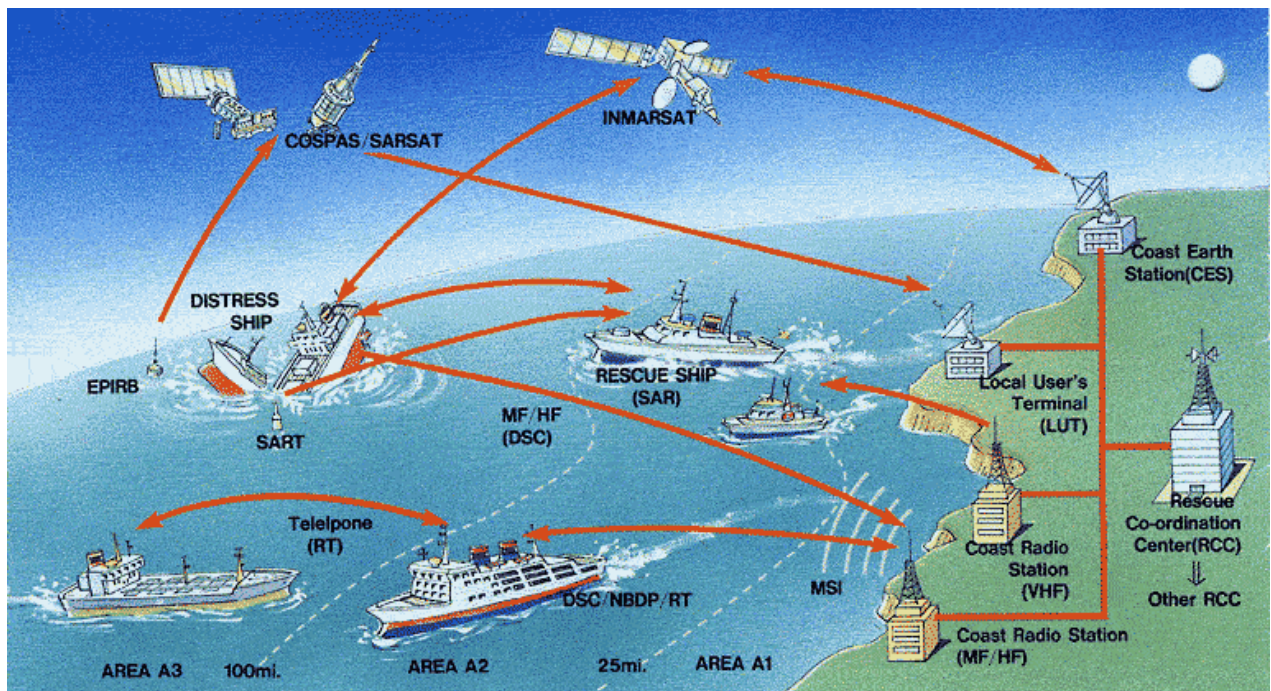 INMARSAT
COSPAS/SARSAT
Coast Earth
Station(CES)
DISTRESS
SHIP
EPIRB
RESCUE SHIP
(SAR)
Local User's
Terminal
(LUT)
SART
MF/HF
(DSC)
Rescue
Co-ordination
Center(RCC)
Other RCC
Telelpone
(RT)
Coast Radio
Station
(VHF)
MSI
DSC/NBDP/RT
Coast Radio Station
(MF/HF)
AREA A3
100mi.
AREA A2
25mi.
AREA A1